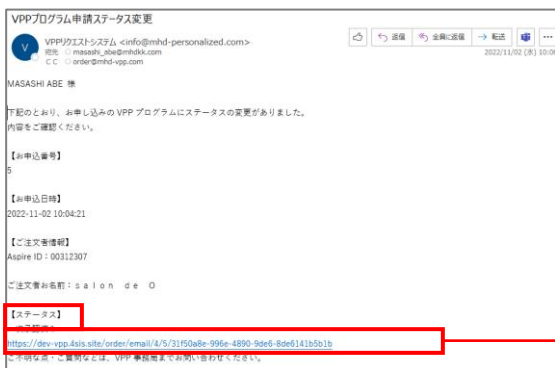 VPPプログラム申請ステータス変更
V
VPPリクエストシステム <info@mhd-personalized.com>
宛先 masashi_abe@mhdkk.com
CC order@mhd-vpp.com
返信 全員に返信 転送
2022/11/02 (水) 10:06
MASASHI ABE 様
下記のとおり、お申し込みの VPP プログラムにステータスの変更がありました。
内容をご確認ください。
【お申込番号】
5
【お申込日時】
2022-11-02 10:04:21
【ご注文者情報】
Aspire ID：00312307
ご注文者お名前：ｓａｌｏｎ ｄｅ Ｏ
【ステータス】
https://dev-vpp.4sis.site/order/email/4/5/31f50a8e-996e-4890-9de6-8de6141b5b1b
ご不明な点・ご質問などは、VPP 事務局までお問い合わせください。